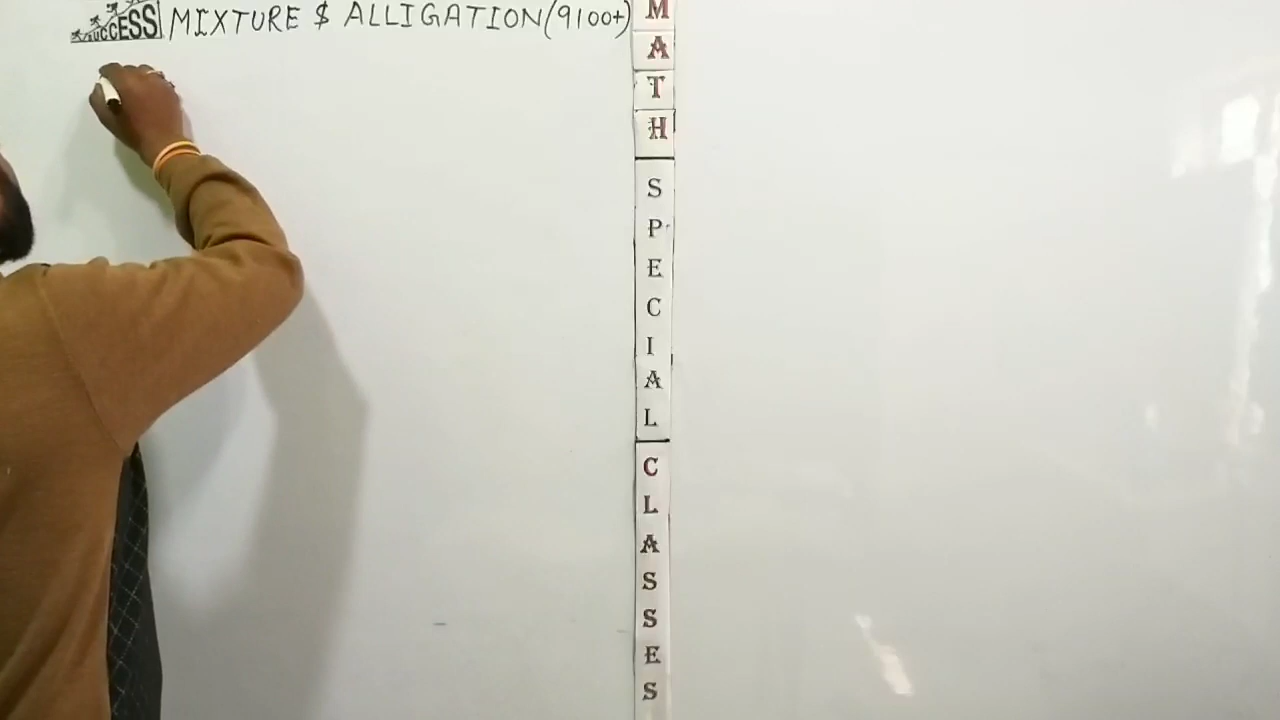 SUCCESS MIXTURE $ ALLIGATION(9100+)
MATH
SPECIAL
CLASSES